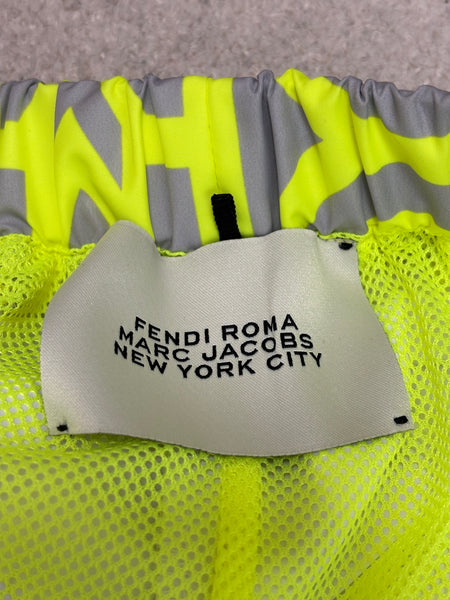 FENDI ROMA
MARC JACOBS
NEW YORK CITY